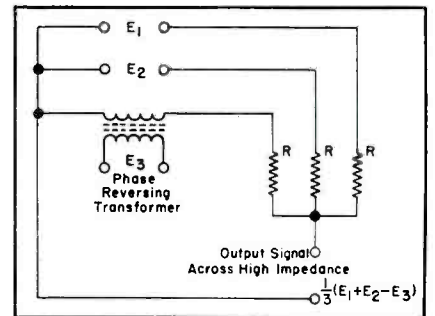 E₁
E₂
E₃
Phase
Reversing
Transformer
R R R
Output Signal
Across High Impedance
⅓(E₁+E₂−E₃)